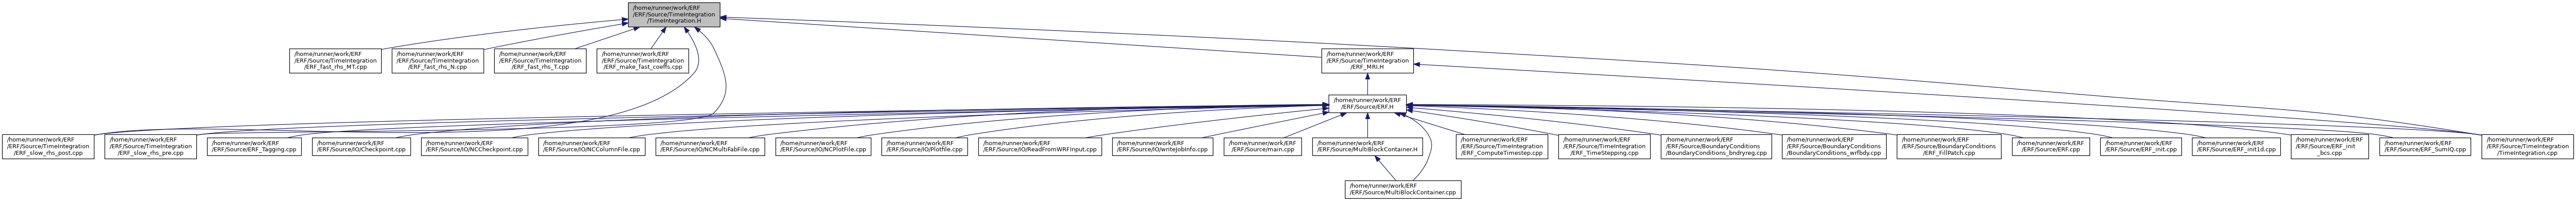 /home/runner/work/ERF
/ERF/Source/TimeIntegration
/TimeIntegration.H
/home/runner/work/ERF
/ERF/Source/TimeIntegration
/ERF_fast_rhs_MT.cpp
/home/runner/work/ERF
/ERF/Source/TimeIntegration
/ERF_fast_rhs_N.cpp
/home/runner/work/ERF
/ERF/Source/TimeIntegration
/ERF_fast_rhs_T.cpp
/home/runner/work/ERF
/ERF/Source/TimeIntegration
/ERF_make_fast_coeffs.cpp
/home/runner/work/ERF
/ERF/Source/TimeIntegration
/ERF_MRI.H
/home/runner/work/ERF
/ERF/Source/ERF.H
/home/runner/work/ERF
/ERF/Source/TimeIntegration
/ERF_slow_rhs_post.cpp
/home/runner/work/ERF
/ERF/Source/TimeIntegration
/ERF_slow_rhs_pre.cpp
/home/runner/work/ERF
/ERF/Source/ERF_Tagging.cpp
/home/runner/work/ERF
/ERF/Source/IO/Checkpoint.cpp
/home/runner/work/ERF
/ERF/Source/IO/NCCheckpoint.cpp
/home/runner/work/ERF
/ERF/Source/IO/NCColumnFile.cpp
/home/runner/work/ERF
/ERF/Source/IO/NCMultiFabFile.cpp
/home/runner/work/ERF
/ERF/Source/IO/NCPlotFile.cpp
/home/runner/work/ERF
/ERF/Source/IO/Plotfile.cpp
/home/runner/work/ERF
/ERF/Source/IO/ReadFromWRFInput.cpp
/home/runner/work/ERF
/ERF/Source/IO/writeJobInfo.cpp
/home/runner/work/ERF
/ERF/Source/main.cpp
/home/runner/work/ERF
/ERF/Source/MultiBlockContainer.H
/home/runner/work/ERF
/ERF/Source/TimeIntegration
/ERF_ComputeTimestep.cpp
/home/runner/work/ERF
/ERF/Source/TimeIntegration
/ERF_TimeStepping.cpp
/home/runner/work/ERF
/ERF/Source/BoundaryConditions
/BoundaryConditions_bndryreg.cpp
/home/runner/work/ERF
/ERF/Source/BoundaryConditions
/BoundaryConditions_wrfbdy.cpp
/home/runner/work/ERF
/ERF/Source/BoundaryConditions
/ERF_FillPatch.cpp
/home/runner/work/ERF
/ERF/Source/ERF.cpp
/home/runner/work/ERF
/ERF/Source/ERF_init.cpp
/home/runner/work/ERF
/ERF/Source/ERF_init1d.cpp
/home/runner/work/ERF
/ERF/Source/ERF_init
_bcs.cpp
/home/runner/work/ERF
/ERF/Source/ERF_SumIQ.cpp
/home/runner/work/ERF
/ERF/Source/TimeIntegration
/TimeIntegration.cpp
/home/runner/work/ERF
/ERF/Source/MultiBlockContainer.cpp